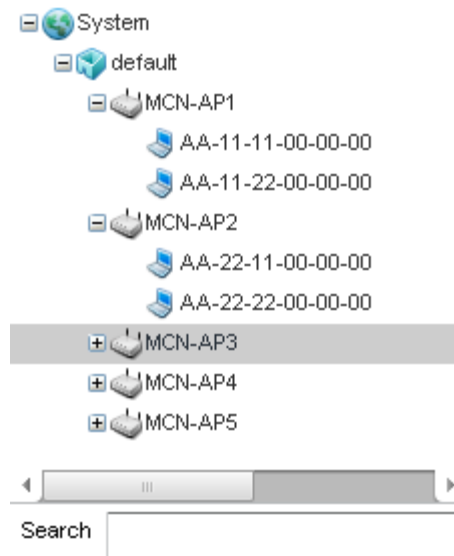 System
default
MCN-AP1
AA-11-11-00-00-00
AA-11-22-00-00-00
MCN-AP2
AA-22-11-00-00-00
AA-22-22-00-00-00
MCN-AP3
MCN-AP4
MCN-AP5
Search